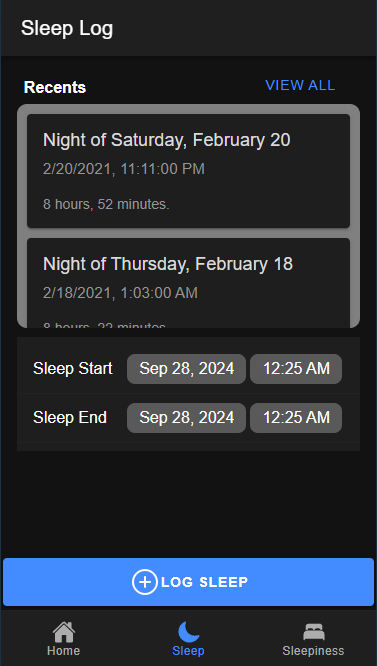 Sleep Log
Recents VIEW ALL
Night of Saturday, February 20
2/20/2021, 11:11:00 PM
8 hours, 52 minutes.
Night of Thursday, February 18
2/18/2021, 1:03:00 AM
8 hours, 22 minutes.
Sleep Start Sep 28, 2024 12:25 AM
Sleep End Sep 28, 2024 12:25 AM
LOG SLEEP
Home Sleep Sleepiness